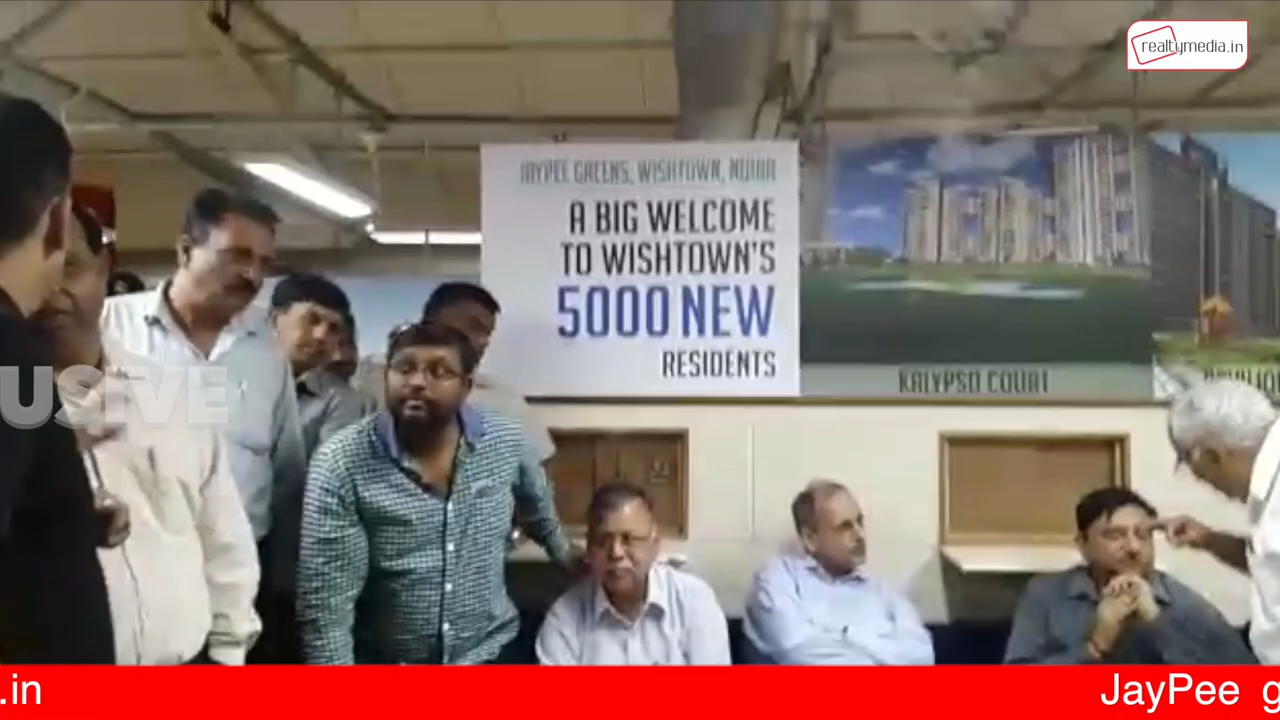 realtymedia.in
JAYPEE GREENS, WISHTOWN, NOIDA
A BIG WELCOME
TO WISHTOWN'S
5000 NEW
RESIDENTS
KALYPSO COURT
USIVE
.in
JayPee g